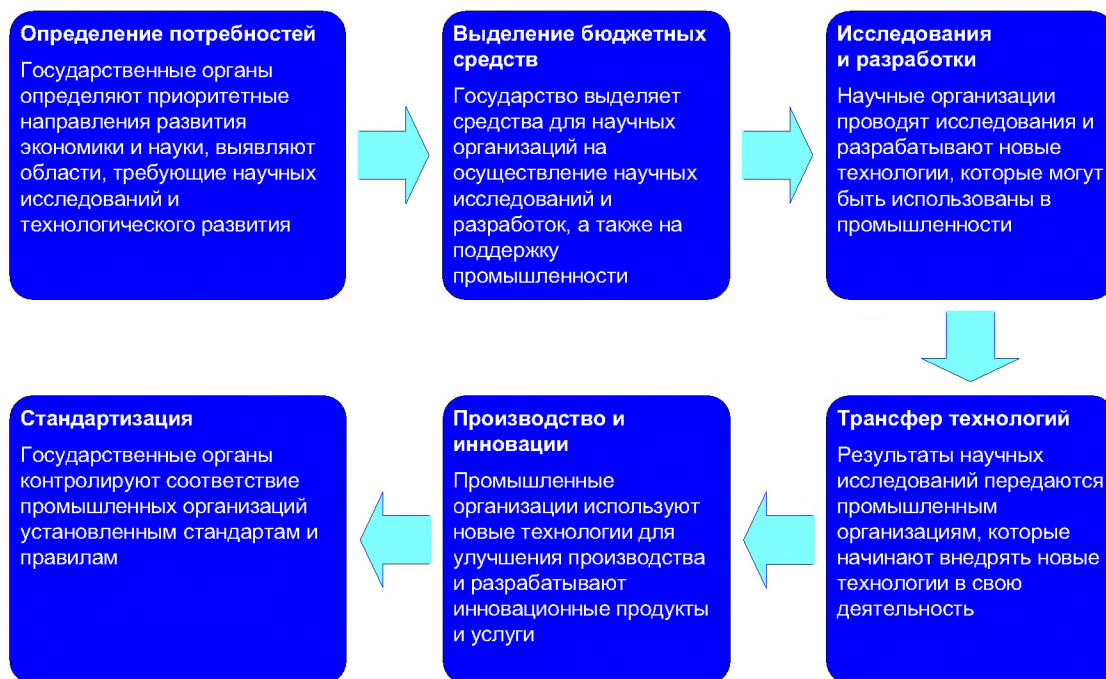 Определение потребностей
Государственные органы
определяют приоритетные
направления развития
экономики и науки, выявляют
области, требующие научных
исследований и
технологического развития
Выделение бюджетных
средств
Государство выделяет
средства для научных
организаций на
осуществление научных
исследований и
разработок, а также на
поддержку
промышленности
Исследования
и разработки
Научные организации
проводят исследования и
разрабатывают новые
технологии, которые могут
быть использованы в
промышленности
Трансфер технологий
Результаты научных
исследований передаются
промышленным
организациям, которые
начинают внедрять новые
технологии в свою
деятельность
Производство и
инновации
Промышленные
организации используют
новые технологии для
улучшения производства
и разрабатывают
инновационные продукты
и услуги
Стандартизация
Государственные органы
контролируют соответствие
промышленных организаций
установленным стандартам и
правилам